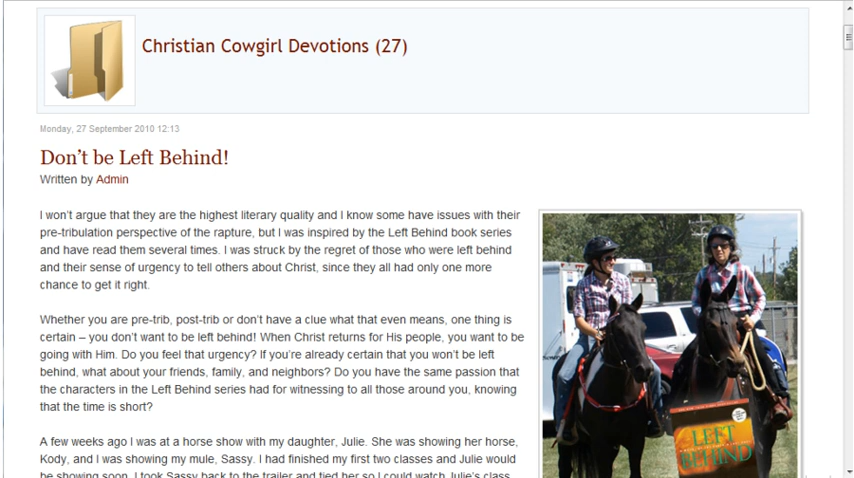 Christian Cowgirl Devotions (27)
Monday, 27 September 2010 12:13
Don't be Left Behind!
Written by Admin
I won't argue that they are the highest literary quality and I know some have issues with their
pre-tribulation perspective of the rapture, but I was inspired by the Left Behind book series
and have read them several times. I was struck by the regret of those who were left behind
and their sense of urgency to tell others about Christ, since they all had only one more
chance to get it right.
Whether you are pre-trib, post-trib or don't have a clue what that even means, one thing is
certain – you don't want to be left behind! When Christ returns for His people, you want to be
going with Him. Do you feel that urgency? If you're already certain that you won't be left
behind, what about your friends, family, and neighbors? Do you have the same passion that
the characters in the Left Behind series had for witnessing to all those around you, knowing
that the time is short?
A few weeks ago I was at a horse show with my daughter, Julie. She was showing her horse,
Kody, and I was showing my mule, Sassy. I had finished my first two classes and Julie would
be showing soon. I took Sassy back to the trailer and tied her so I could watch Julie's class
LEFT
BEHIND